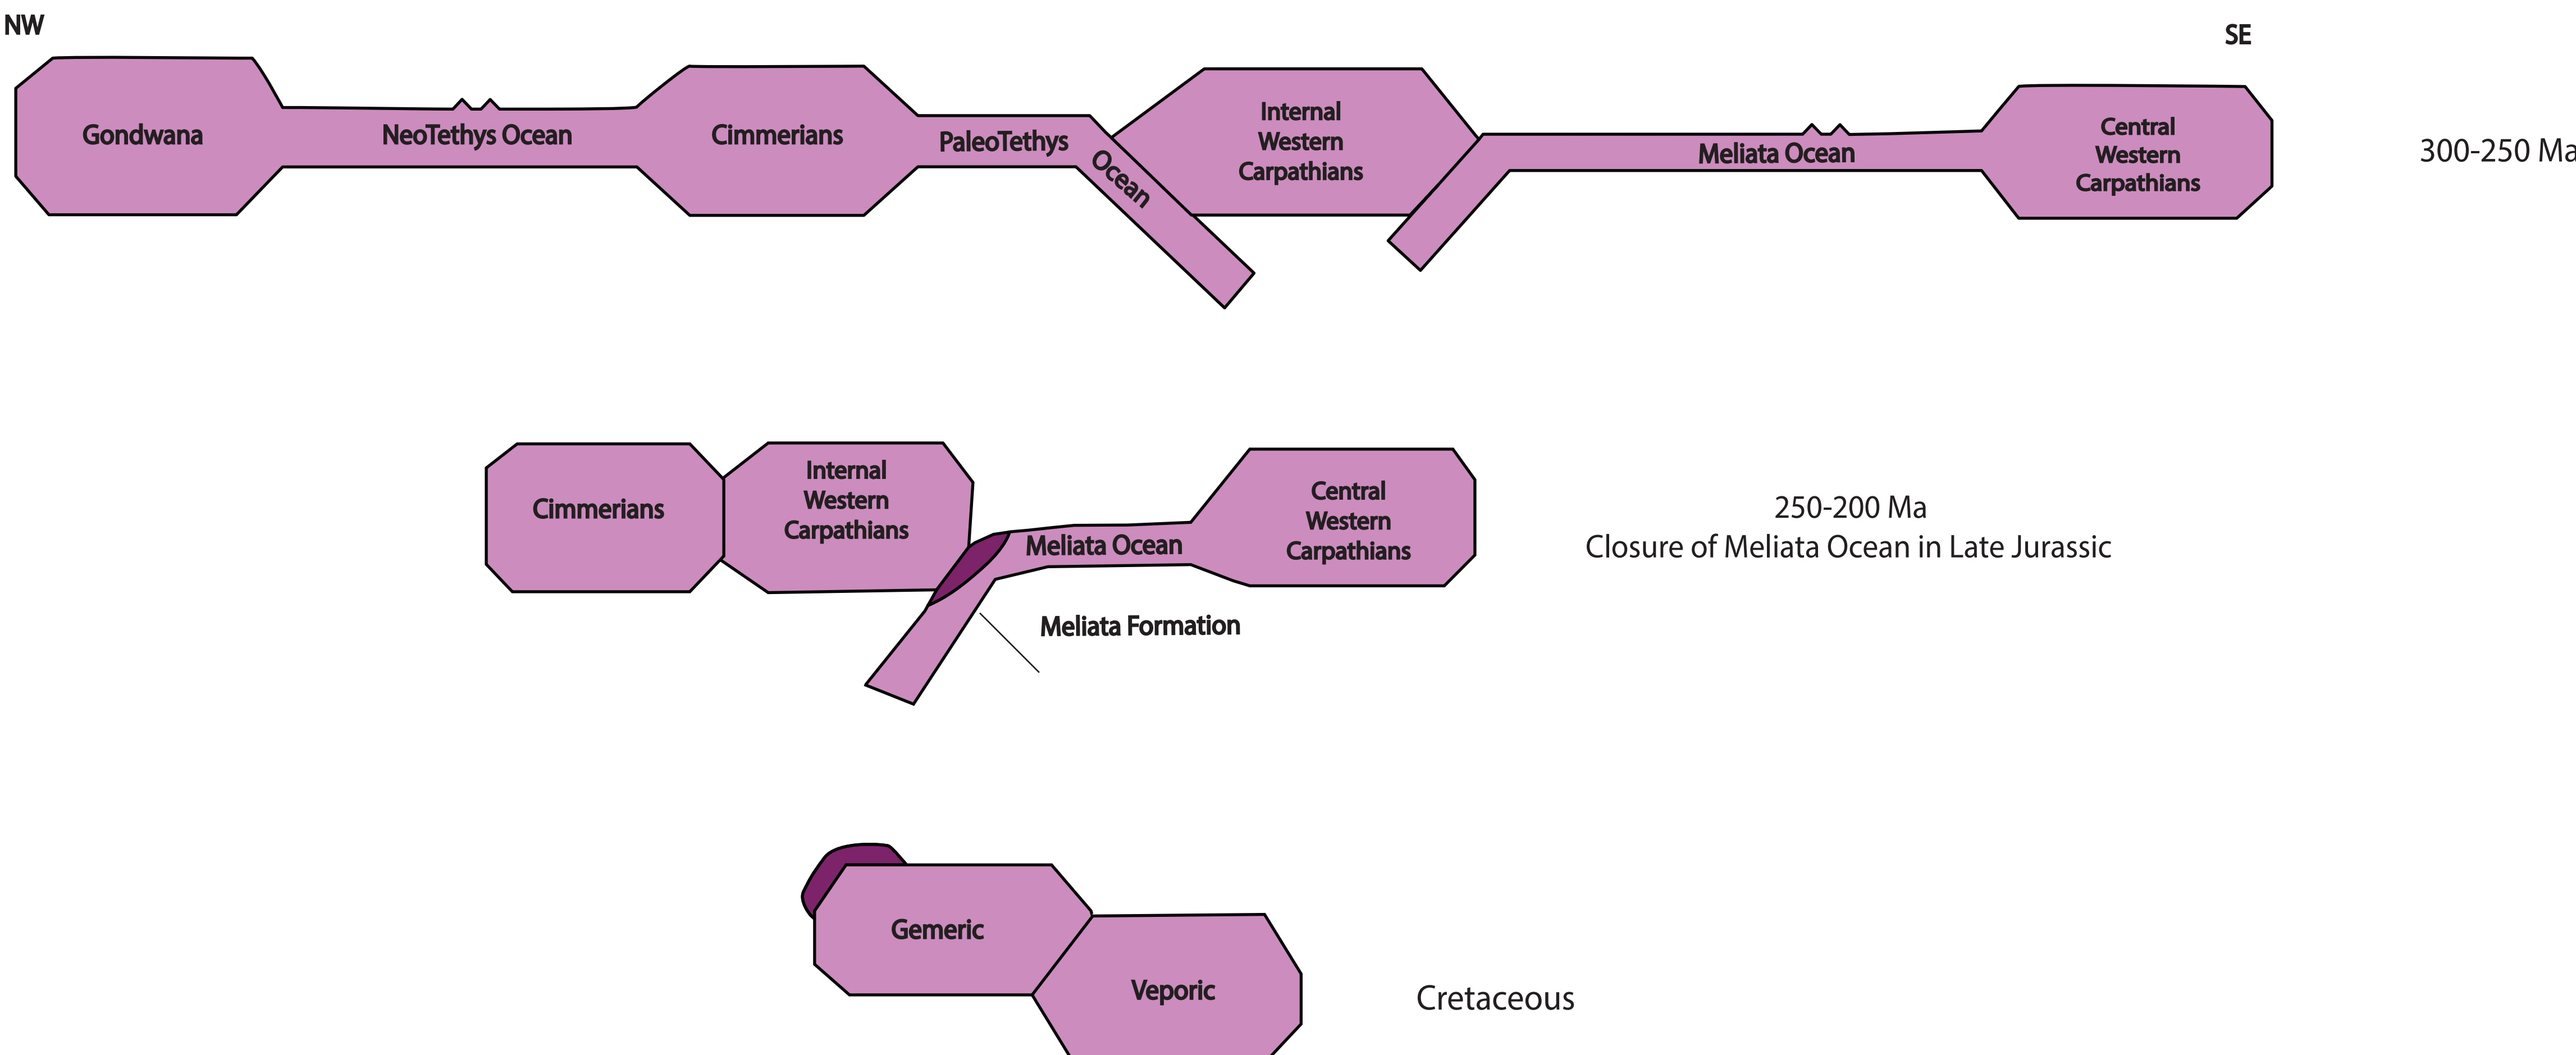 NW
SE
Gondwana
NeoTethys Ocean
Cimmerians
PaleoTethys
Ocean
Internal
Western
Carpathians
Meliata Ocean
Central
Western
Carpathians
300-250 Ma
Cimmerians
Internal
Western
Carpathians
Meliata Ocean
Central
Western
Carpathians
250-200 Ma
Closure of Meliata Ocean in Late Jurassic
Meliata Formation
Gemeric
Veporic
Cretaceous